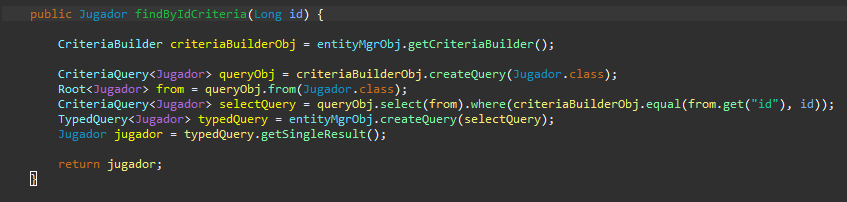 public Jugador findByIdCriteria(Long id) {
CriteriaBuilder criteriaBuilderObj = entityMgrObj.getCriteriaBuilder();
CriteriaQuery<Jugador> queryObj = criteriaBuilderObj.createQuery(Jugador.class);
Root<Jugador> from = queryObj.from(Jugador.class);
CriteriaQuery<Jugador> selectQuery = queryObj.select(from).where(criteriaBuilderObj.equal(from.get("id"), id));
TypedQuery<Jugador> typedQuery = entityMgrObj.createQuery(selectQuery);
Jugador jugador = typedQuery.getSingleResult();
return jugador;
}